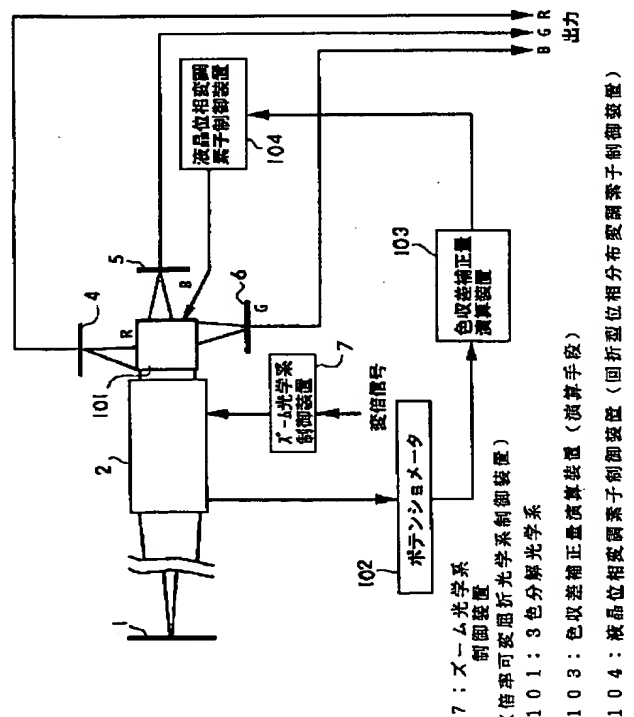 R
G
B
出力
液晶位相変調
素子制御装置
104
5
B
6
G
4
R
101
2
7
ズーム光学系
制御装置
変倍信号
103
色収差補正量
演算装置
102
ポテンショメータ
1
7:ズーム光学系
制御装置
倍率可変屈折光学系制御装置)
101:3色分解光学系
103:色収差補正量演算装置(演算手段)
104:液晶位相変調素子制御装置(回折型位相分布変調素子制御装置)